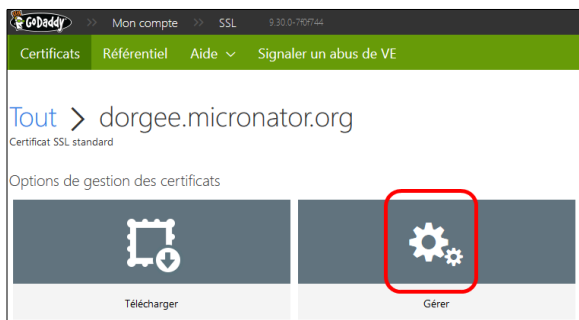 GoDaddy >> Mon compte >> SSL 9.30.0-7f0f744
Certificats Référentiel Aide Signaler un abus de VE
Tout > dorgee.micronator.org
Certificat SSL standard
Options de gestion des certificats
Télécharger Gérer